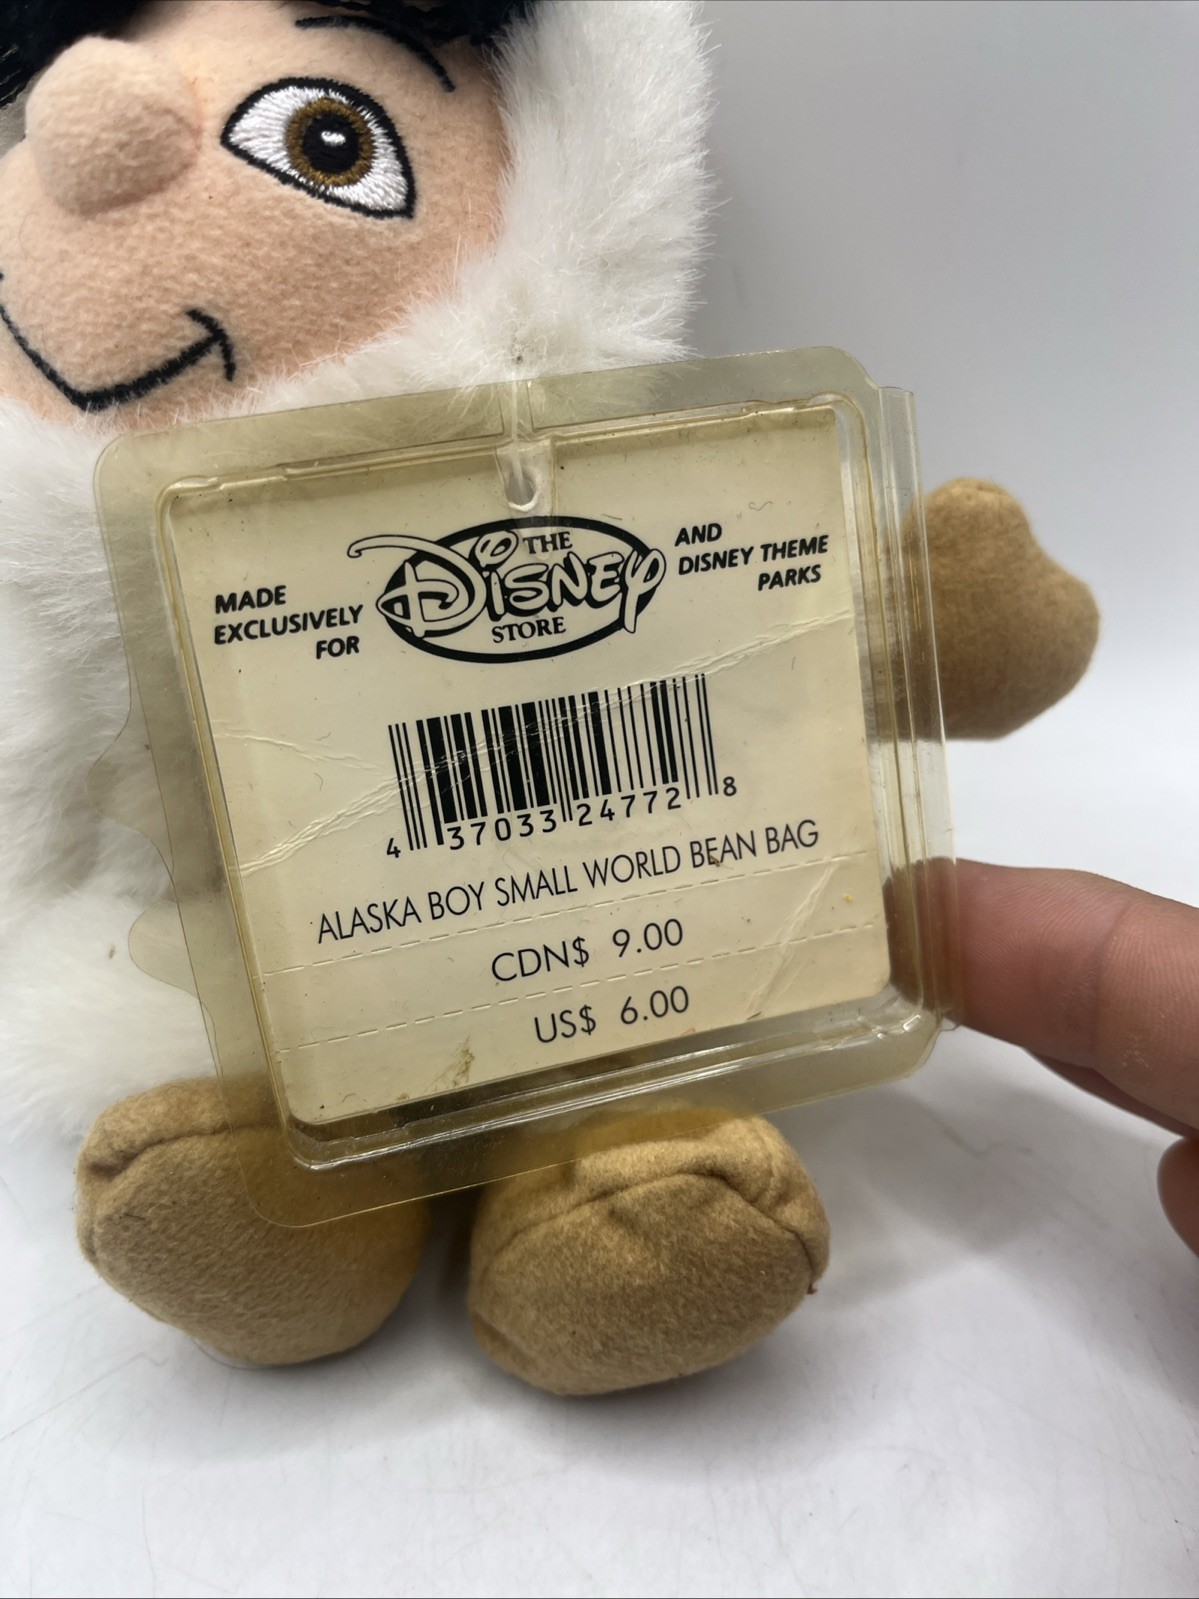 MADE
EXCLUSIVELY
FOR
THE
DISNEY
STORE
AND
DISNEY THEME
PARKS
4 37033 24772 8
ALASKA BOY SMALL WORLD BEAN BAG
CDN$ 9.00
US$ 6.00